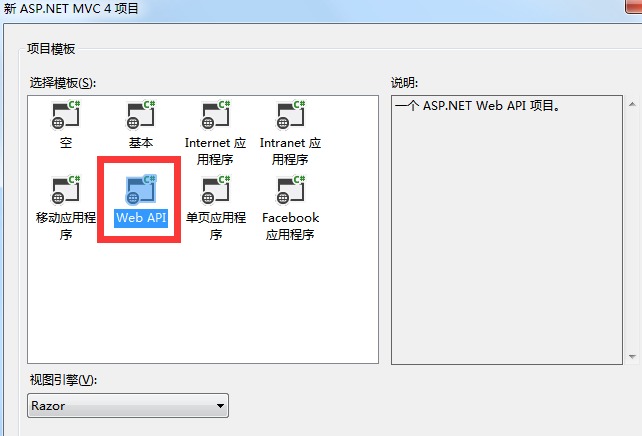 新 ASP.NET MVC 4 项目
项目模板
选择模板(S):
说明:
C#
C#
C#
C#
空
基本
Internet 应
用程序
Intranet 应
用程序
C#
C#
C#
C#
移动应用程
序
Web API
单页应用程
序
Facebook
应用程序
一个 ASP.NET Web API 项目。
视图引擎(V):
Razor